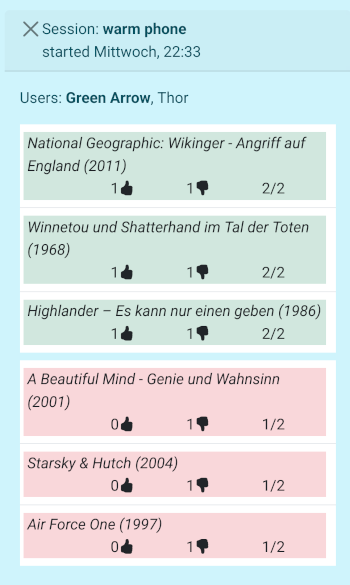 Session: warm phone
started Mittwoch, 22:33
Users: Green Arrow, Thor
National Geographic: Wikinger - Angriff auf
England (2011)
1 1 2/2
Winnetou und Shatterhand im Tal der Toten
(1968)
1 1 2/2
Highlander – Es kann nur einen geben (1986)
1 1 2/2
A Beautiful Mind - Genie und Wahnsinn
(2001)
0 1 1/2
Starsky & Hutch (2004)
0 1 1/2
Air Force One (1997)
0 1 1/2